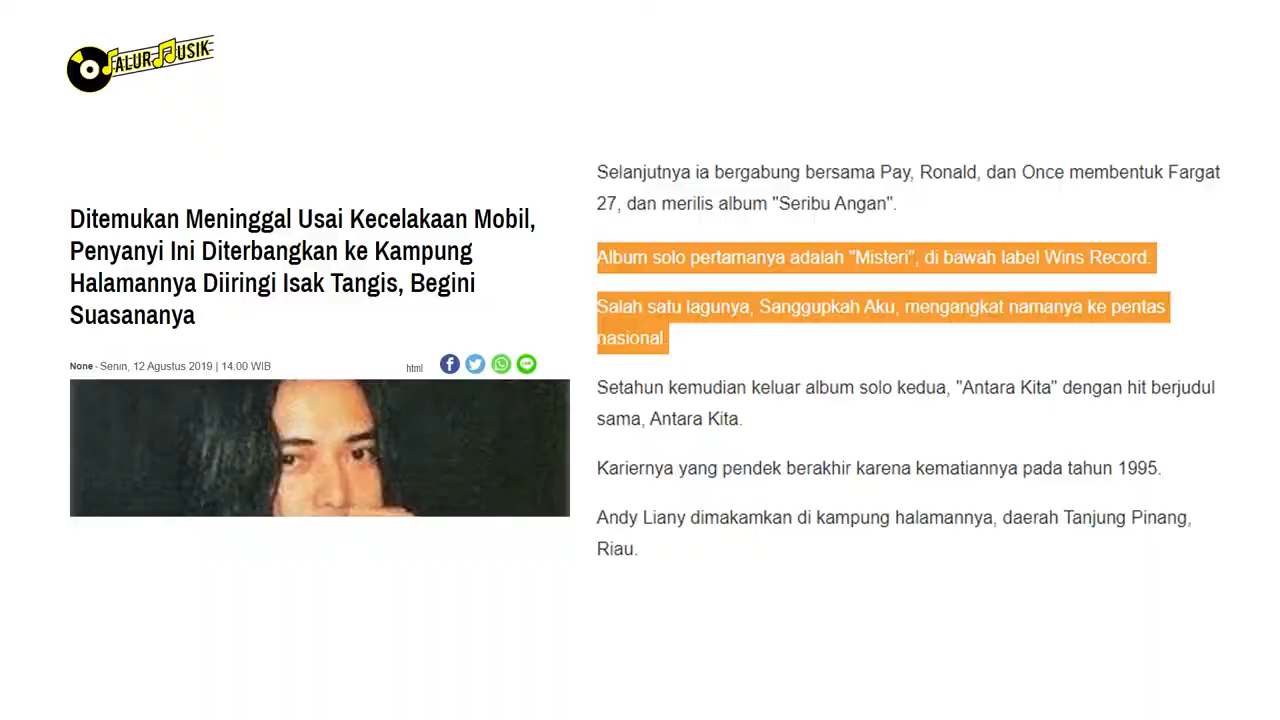 JALUR MUSIK
Ditemukan Meninggal Usai Kecelakaan Mobil,
Penyanyi Ini Diterbangkan ke Kampung
Halamannya Diiringi Isak Tangis, Begini
Suasananya
None - Senin, 12 Agustus 2019 | 14:00 WIB
html
Selanjutnya ia bergabung bersama Pay, Ronald, dan Once membentuk Fargat
27, dan merilis album "Seribu Angan".
Album solo pertamanya adalah "Misteri", di bawah label Wins Record.
Salah satu lagunya, Sanggupkah Aku, mengangkat namanya ke pentas
nasional.
Setahun kemudian keluar album solo kedua, "Antara Kita" dengan hit berjudul
sama, Antara Kita.
Kariernya yang pendek berakhir karena kematiannya pada tahun 1995.
Andy Liany dimakamkan di kampung halamannya, daerah Tanjung Pinang,
Riau.